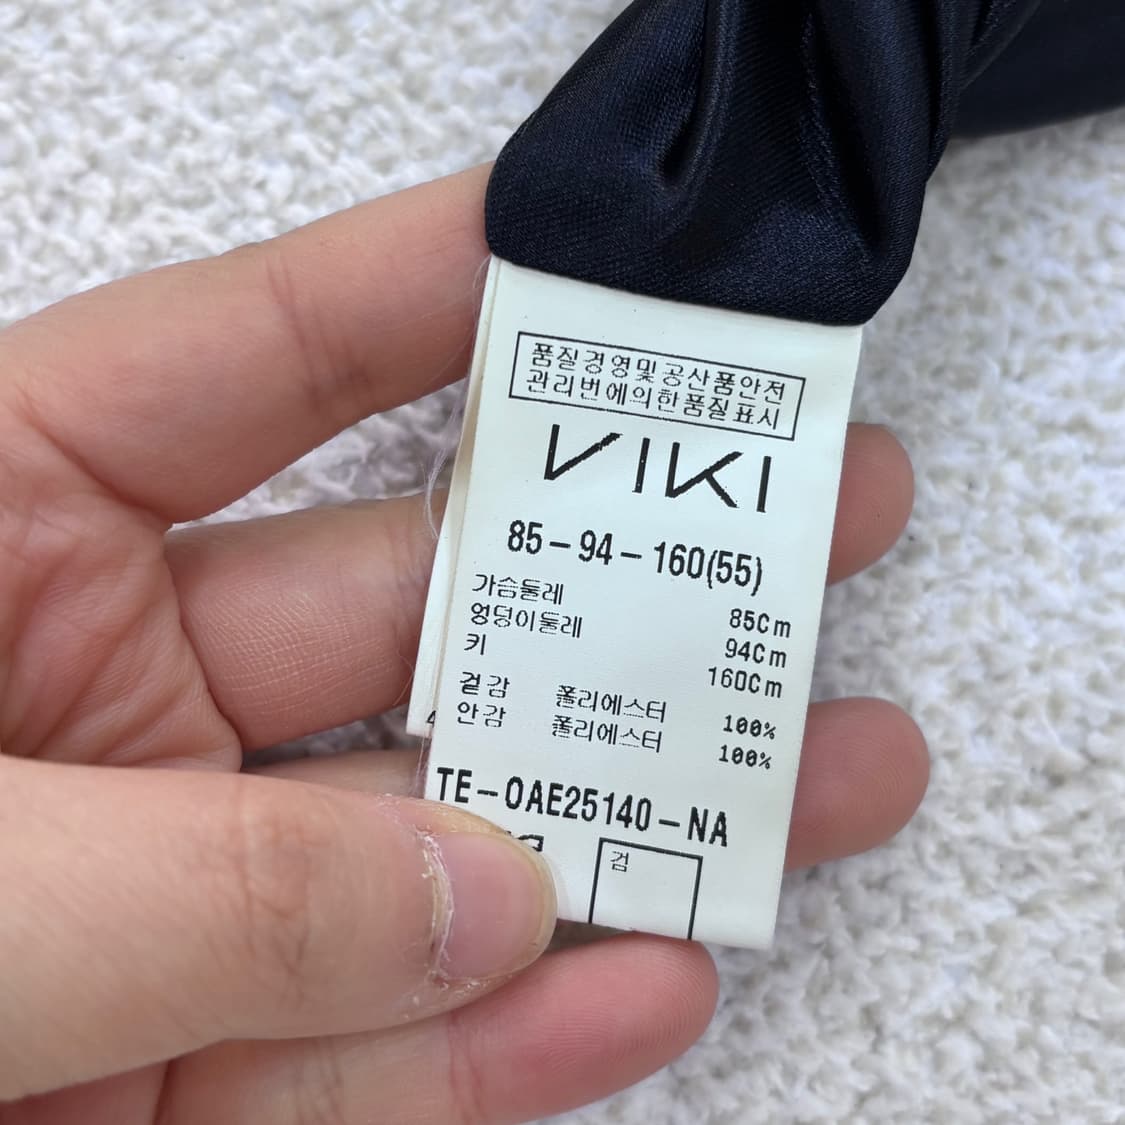 품질경영및공산품안전
관리번에의한품질표시
VIKI
85-94-160(55)
가슴둘레 85Cm
엉덩이둘레 94Cm
키 160Cm
겉감 폴리에스터 100%
안감 폴리에스터 100%
TE-0AE25140-NA
검